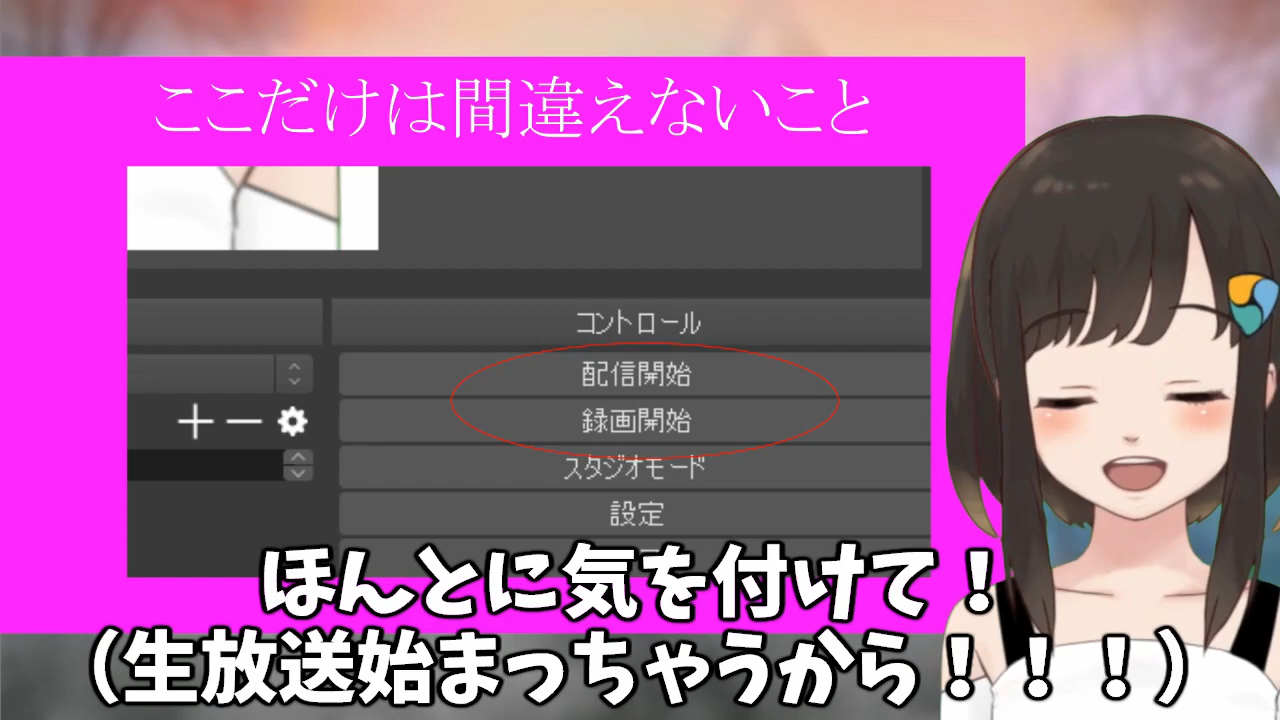 ここだけは間違えないこと
コントロール
配信開始
録画開始
スタジオモード
設定
ほんとに気を付けて！
（生放送始まっちゃうから！！！）